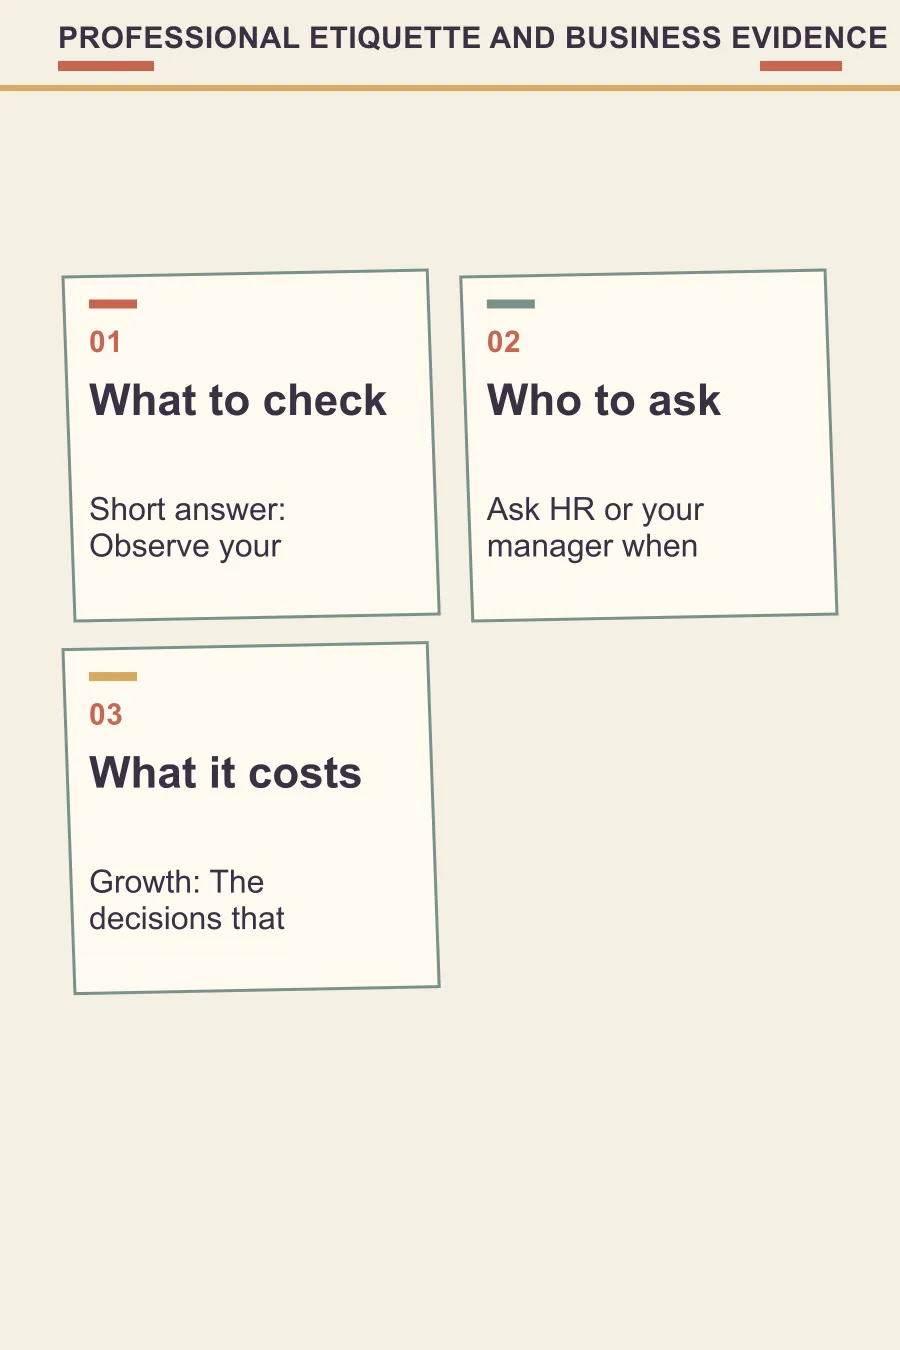 PROFESSIONAL ETIQUETTE AND BUSINESS EVIDENCE
01
What to check
Short answer:
Observe your
02
Who to ask
Ask HR or your
manager when
03
What it costs
Growth: The
decisions that